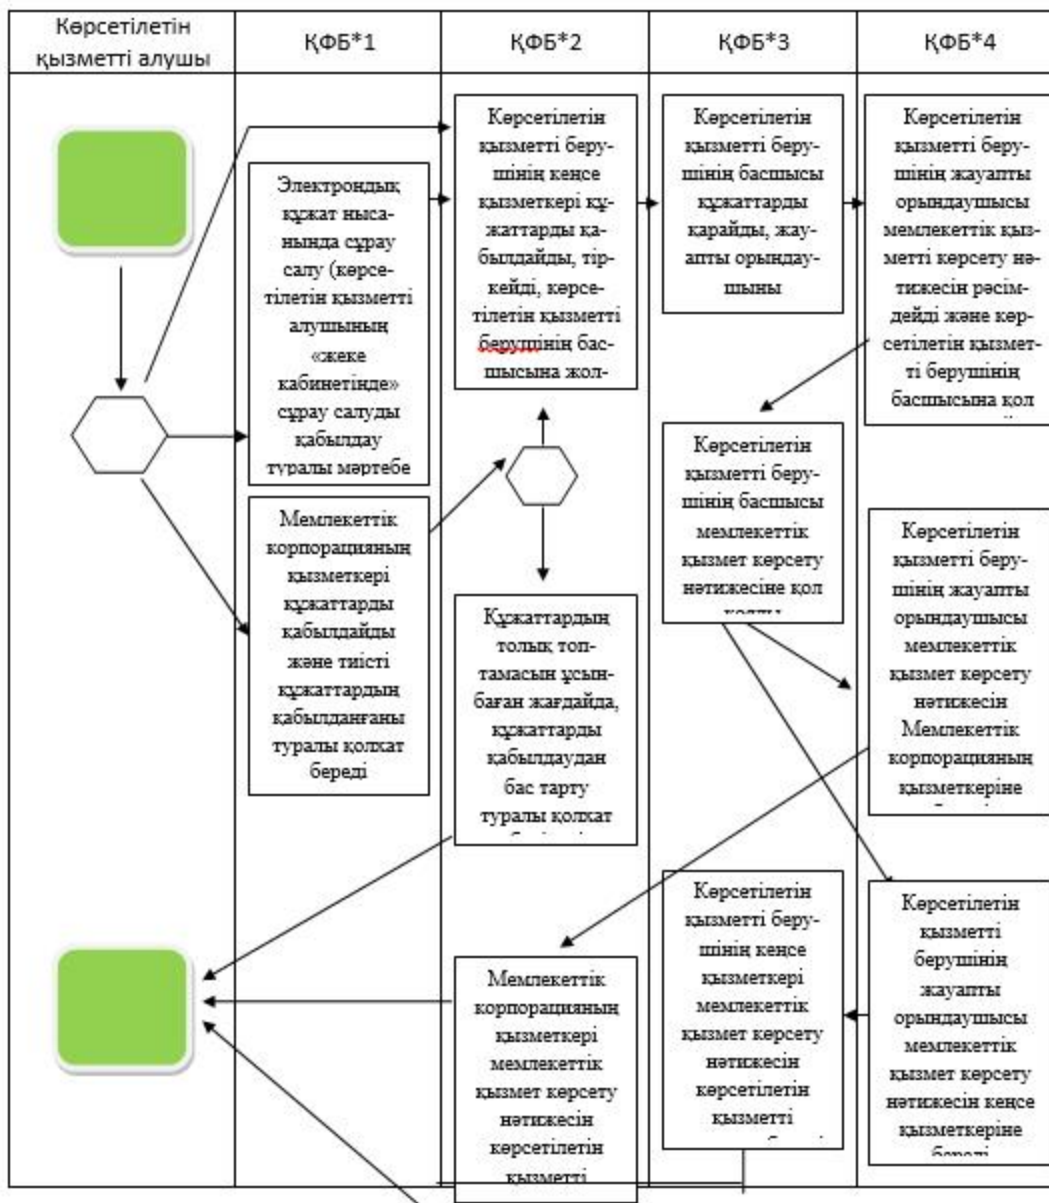 Көрсетілетін
қызметті алушы
ҚФБ*1
ҚФБ*2
ҚФБ*3
ҚФБ*4
Электрондық
құжат ныса-
нында сұрау
салу (көрсе-
тілетін қызметті
алушының
«жеке
кабинетінде»
сұрау салуды
қабылдау
туралы мәртебе
Мемлекеттік
корпорацияның
қызметкері
құжаттарды
қабылдайды
және тиісті
құжаттардың
қабылданғаны
туралы қолхат
береді
Көрсетілетін
қызметті беру-
шінің кеңсе
қызметкері құ-
жаттарды қа-
былдайды, тір-
кейді, көрсе-
тілетін қызметті
берушінің бас-
шысына жол-
Құжаттардың
толық топ-
тамасын ұсын-
баған жағдайда,
құжаттарды
қабылдаудан
бас тарту
туралы қолхат
Мемлекеттік
корпорацияның
қызметкері
мемлекеттік
қызмет көрсету
нәтижесін
көрсетілетін
қызметті
Көрсетілетін
қызметті беру-
шінің басшысы
құжаттарды
қарайды, жау-
апты орындау-
шыны
Көрсетілетін
қызметті беру-
шінің басшысы
мемлекеттік
қызмет көрсету
нәтижесіне қол
Көрсетілетін
қызметті беру-
шінің кеңсе
қызметкері
мемлекеттік
қызмет көрсету
нәтижесін
көрсетілетін
қызметті
Көрсетілетін
қызметті беру-
шінің жауапты
орындаушысы
мемлекеттік қыз-
метті көрсету нә-
тижесін рәсім-
дейді және көр-
сетілетін қызмет-
ті берушінің
басшысына қол
Көрсетілетін
қызметті беру-
шінің жауапты
орындаушысы
мемлекеттік
қызмет көрсету
нәтижесін
Мемлекеттік
корпорацияның
қызметкеріне
Көрсетілетін
қызметті
берушінің
жауапты
орындаушысы
мемлекеттік
қызмет көрсету
нәтижесін кеңсе
қызметкеріне